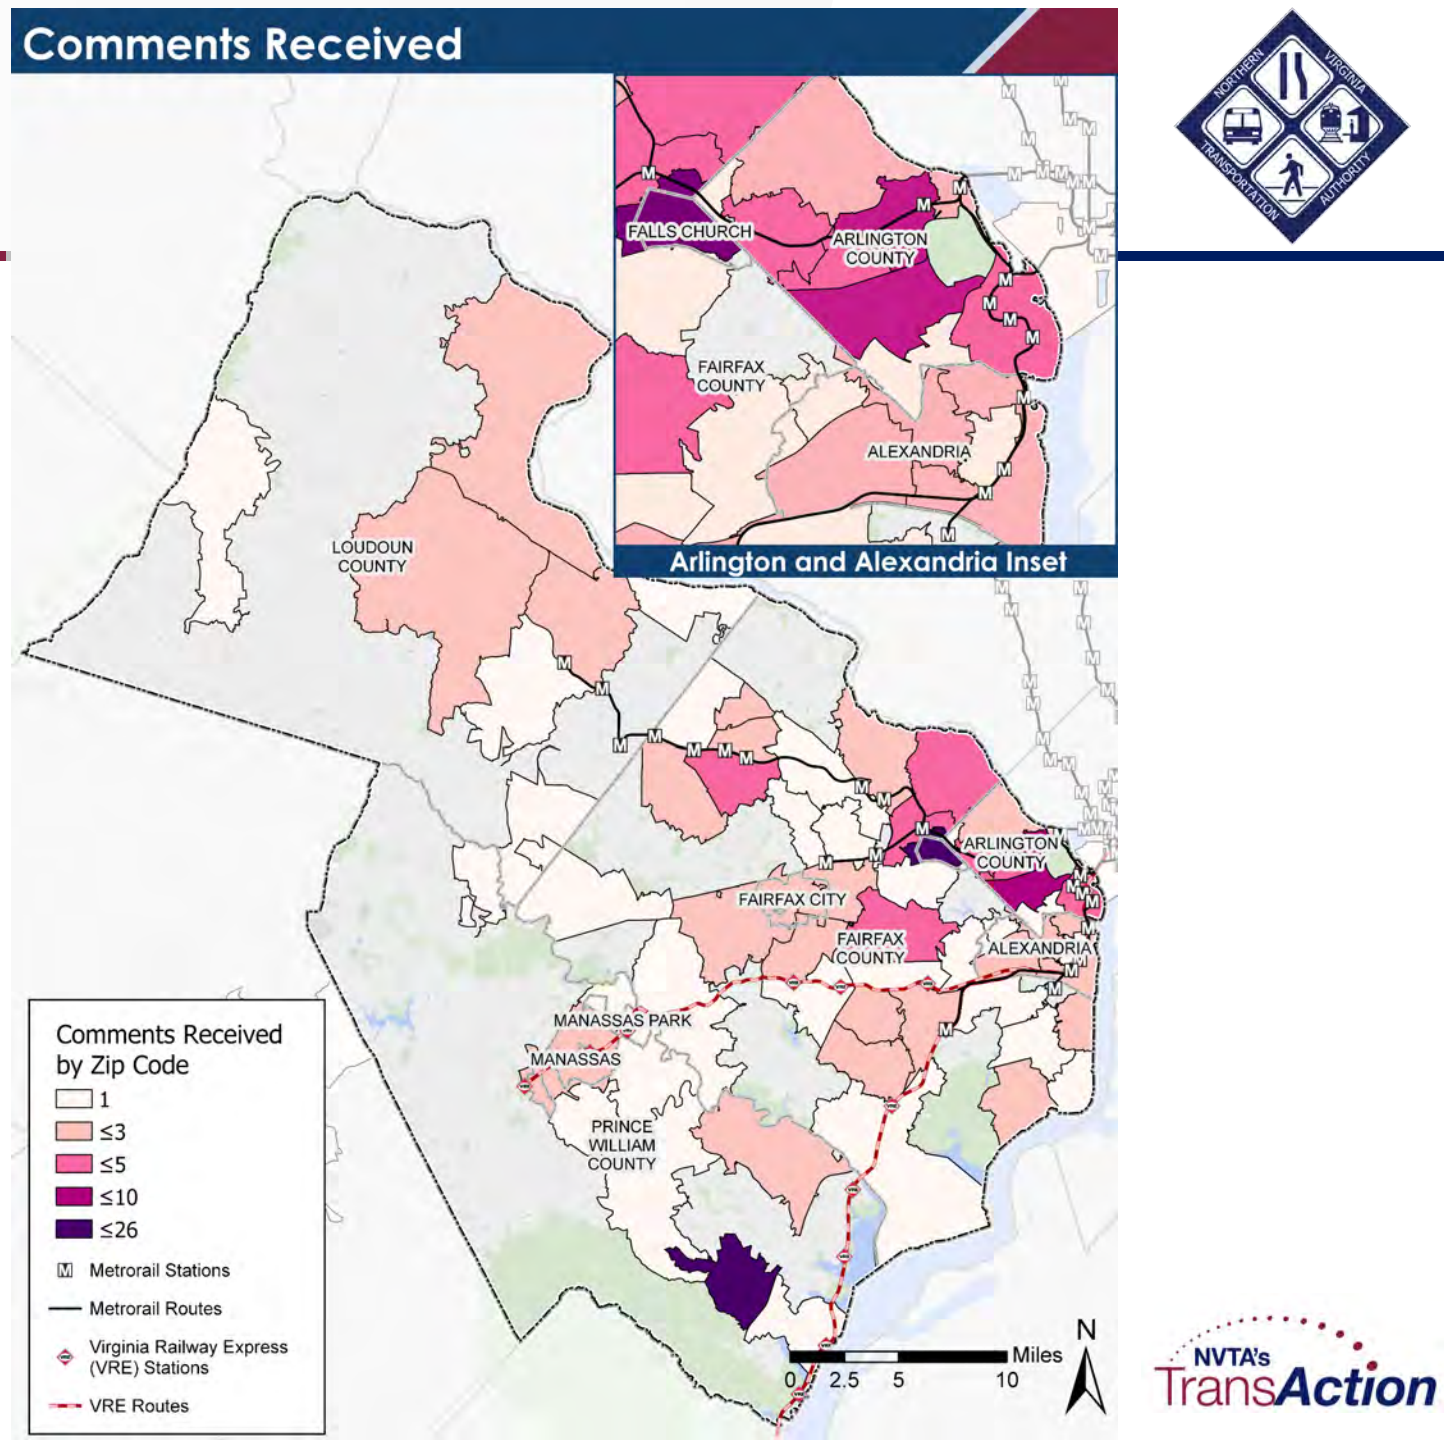 Comments Received
NORTHERN
VIRGINIA
TRANSPORTATION
AUTHORITY
FALLS CHURCH
ARLINGTON
COUNTY
FAIRFAX
COUNTY
ALEXANDRIA
Arlington and Alexandria Inset
LOUDOUN
COUNTY
ARLINGTON
COUNTY
FAIRFAX CITY
FAIRFAX
COUNTY
ALEXANDRIA
MANASSAS PARK
MANASSAS
PRINCE
WILLIAM
COUNTY
Comments Received
by Zip Code
1
≤3
≤5
≤10
≤26
M Metrorail Stations
Metrorail Routes
VRE Virginia Railway Express
(VRE) Stations
VRE Routes
N
Miles
0 2.5 5 10
NVTA's
TransAction